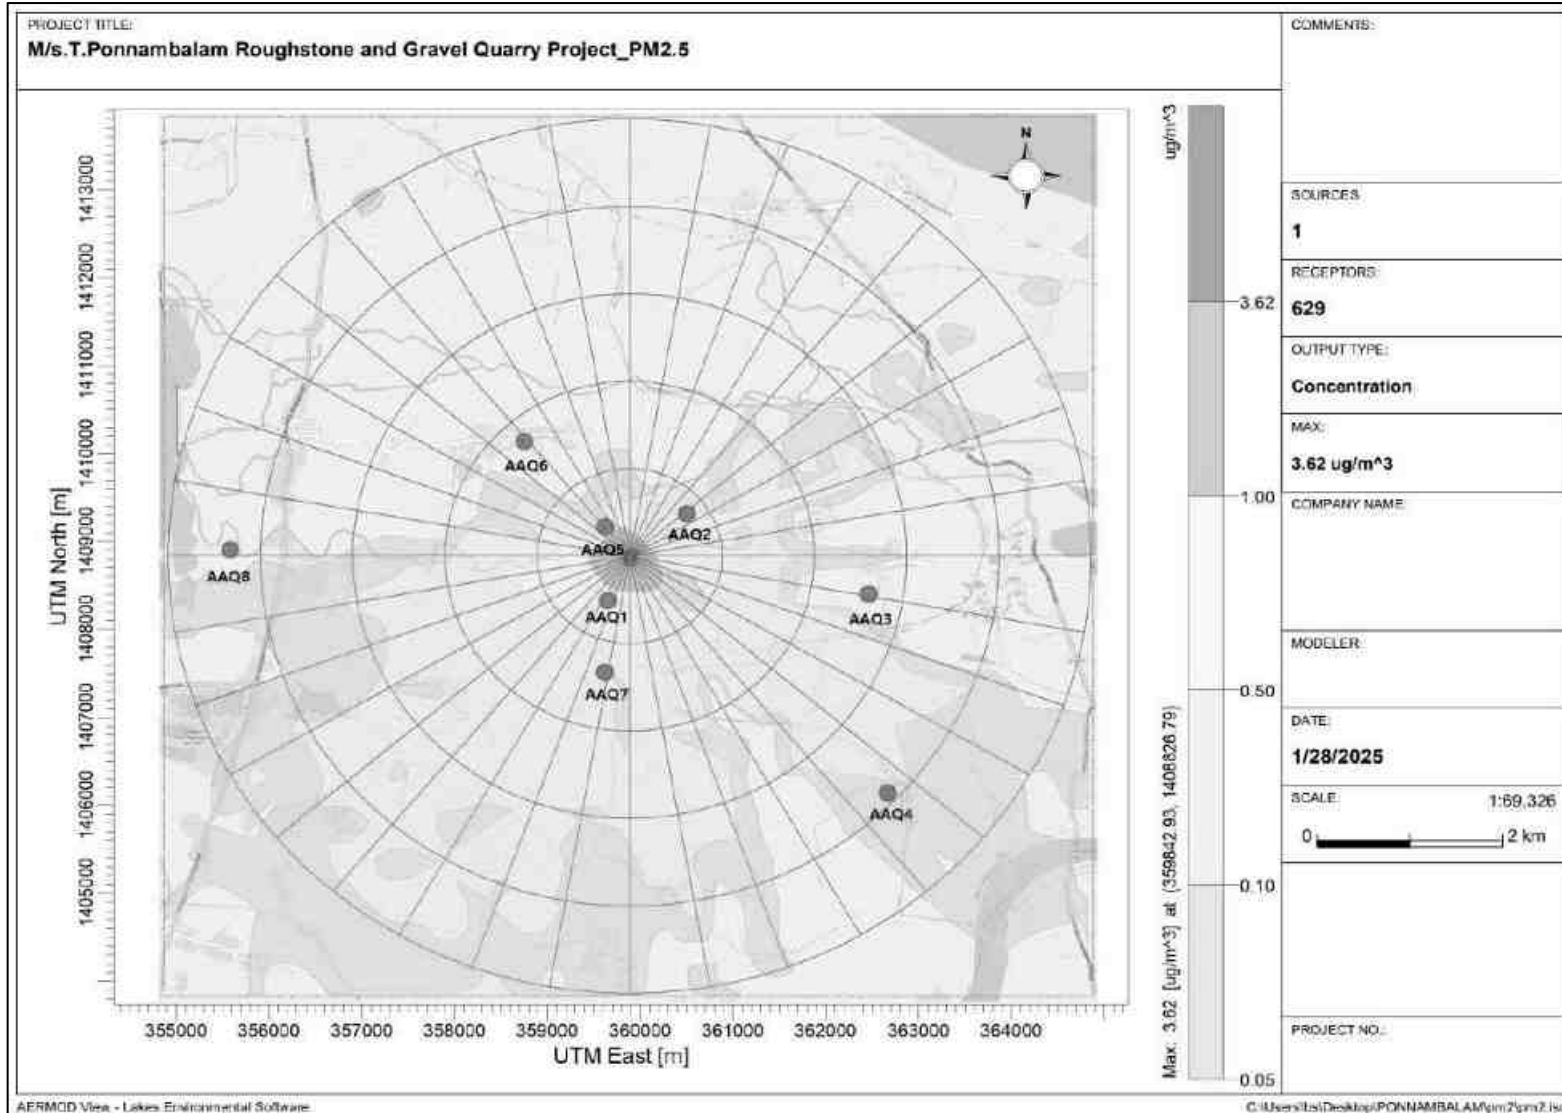 PROJECT TITLE:
M/s.T.Ponnambalam Roughstone and Gravel Quarry Project_PM2.5
COMMENTS:
SOURCES:
1
RECEPTORS:
629
OUTPUT TYPE:
Concentration
MAX:
3.62 ug/m^3
COMPANY NAME:
MODELER:
DATE:
1/28/2025
SCALE:
1:69,326
0
2 km
PROJECT NO.:
N
AAQ6
AAQ2
AAQ5
AAQ8
AAQ1
AAQ3
AAQ7
AAQ4
UTM North [m]
1413000
1412000
1411000
1410000
1409000
1408000
1407000
1406000
1405000
355000
356000
357000
358000
359000
360000
361000
362000
363000
364000
UTM East [m]
ug/m^3
3.62
1.00
0.50
0.10
0.05
Max: 3.62 [ug/m^3] at (359842.93,
AERMOD View - Lakes Environmental Software